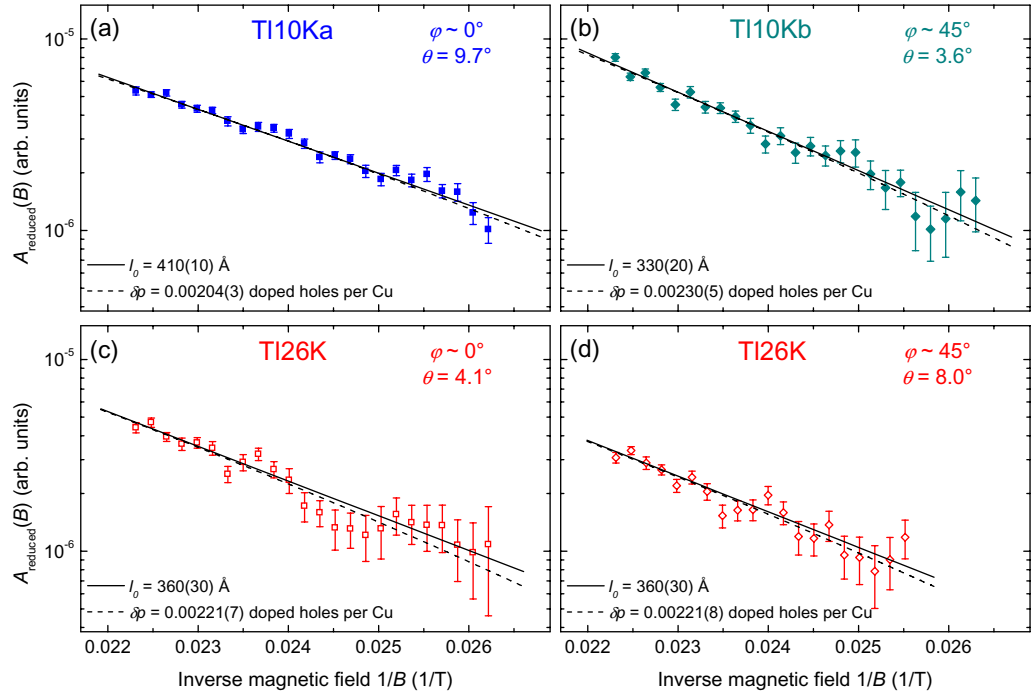 (a)
Tl10Ka
φ ~ 0°
θ = 9.7°
10⁻⁵
10⁻⁶
A_reduced(B) (arb. units)
l₀ = 410(10) Å
δp = 0.00204(3) doped holes per Cu
(b)
Tl10Kb
φ ~ 45°
θ = 3.6°
l₀ = 330(20) Å
δp = 0.00230(5) doped holes per Cu
(c)
Tl26K
φ ~ 0°
θ = 4.1°
10⁻⁵
10⁻⁶
A_reduced(B) (arb. units)
l₀ = 360(30) Å
δp = 0.00221(7) doped holes per Cu
0.022 0.023 0.024 0.025 0.026
Inverse magnetic field 1/B (1/T)
(d)
Tl26K
φ ~ 45°
θ = 8.0°
l₀ = 360(30) Å
δp = 0.00221(8) doped holes per Cu
0.022 0.023 0.024 0.025 0.026
Inverse magnetic field 1/B (1/T)